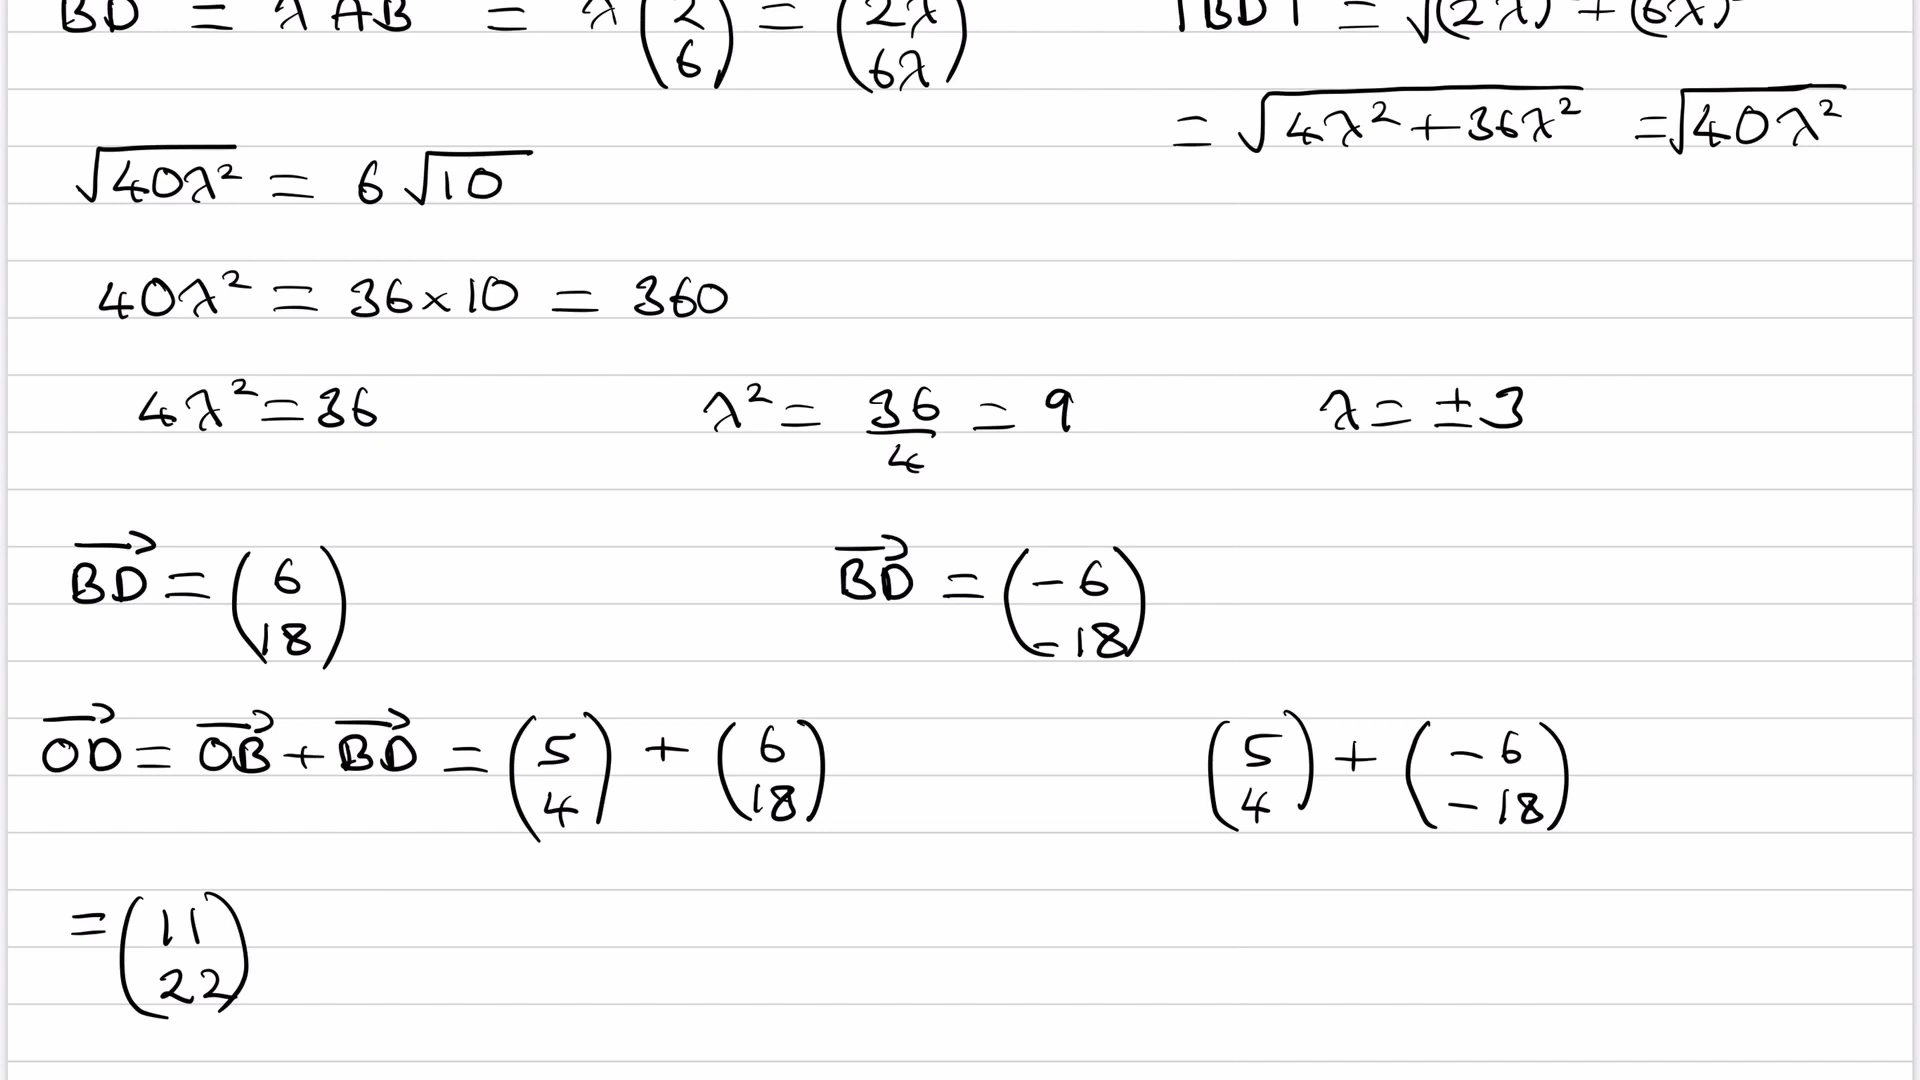 BD = λ AB = λ (2 6) = (2λ 6λ) |BD| = √(2λ)² + (6λ)²
= √4λ² + 36λ² = √40λ²
√40λ² = 6√10
40λ² = 36×10 = 360
4λ² = 36 λ² = 36/4 = 9 λ = ±3
BD = (6 18) BD = (-6 -18)
OD = OB + BD = (5 4) + (6 18) (5 4) + (-6 -18)
= (11 22)